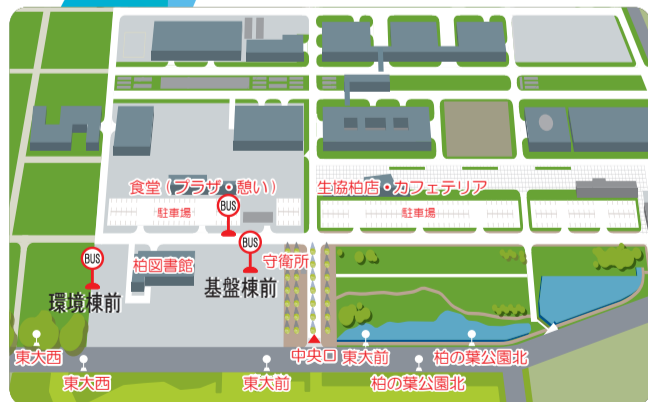 食堂（プラザ・憩い）
生協柏店・カフェテリア
BUS
駐車場
駐車場
BUS
BUS
柏図書館
守衛所
環境棟前
基盤棟前
東大西
中央口
東大前
柏の葉公園北
東大西
東大前
柏の葉公園北